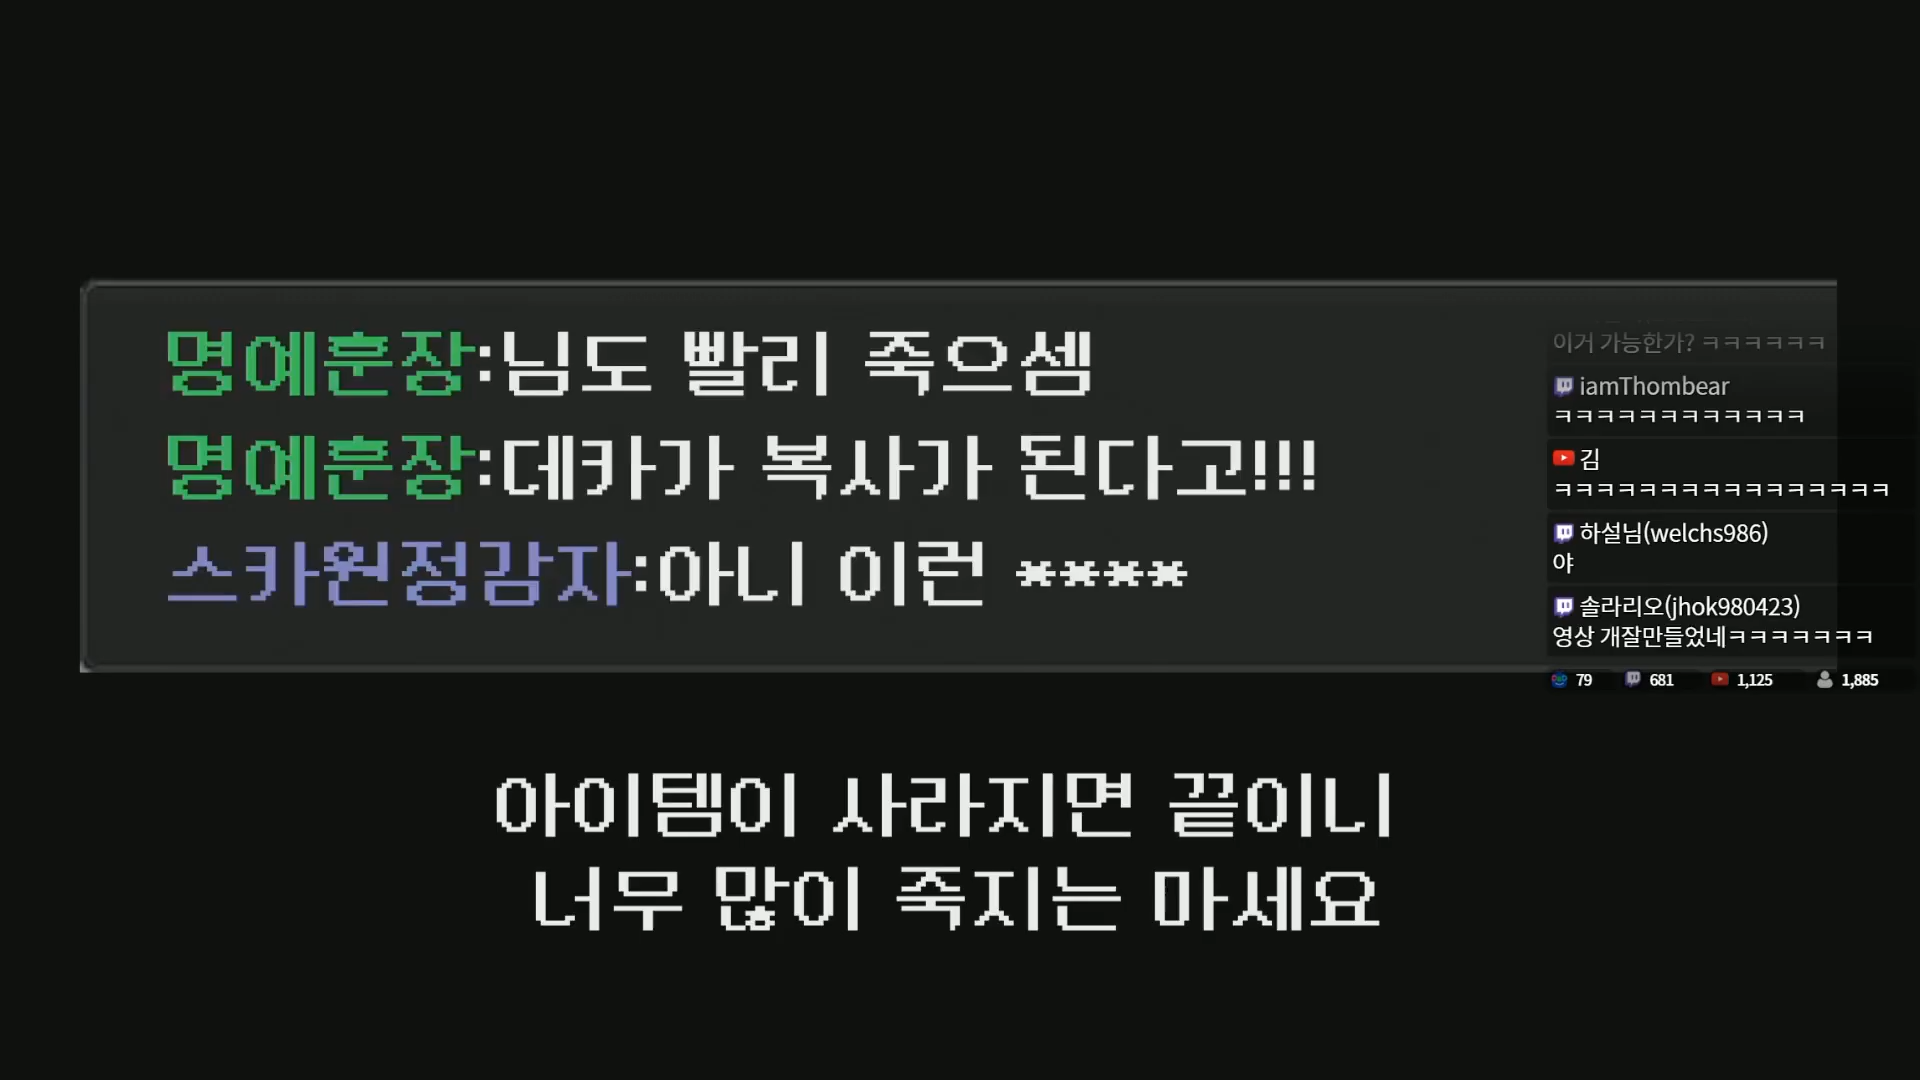 명예훈장:님도 빨리 죽으셈
명예훈장:데카가 복사가 된다고!!!
스카원정감자:아니 이런 ****
이거 가능한가? ㅋㅋㅋㅋㅋㅋ
iamThombear
ㅋㅋㅋㅋㅋㅋㅋㅋㅋㅋㅋㅋ
김
ㅋㅋㅋㅋㅋㅋㅋㅋㅋㅋㅋㅋㅋㅋㅋㅋ
하설님(welchs986)
야
솔라리오(jhok980423)
영상 개잘만들었네ㅋㅋㅋㅋㅋㅋㅋ
79 681 1,125 1,885
아이템이 사라지면 끝이니
너무 많이 죽지는 마세요